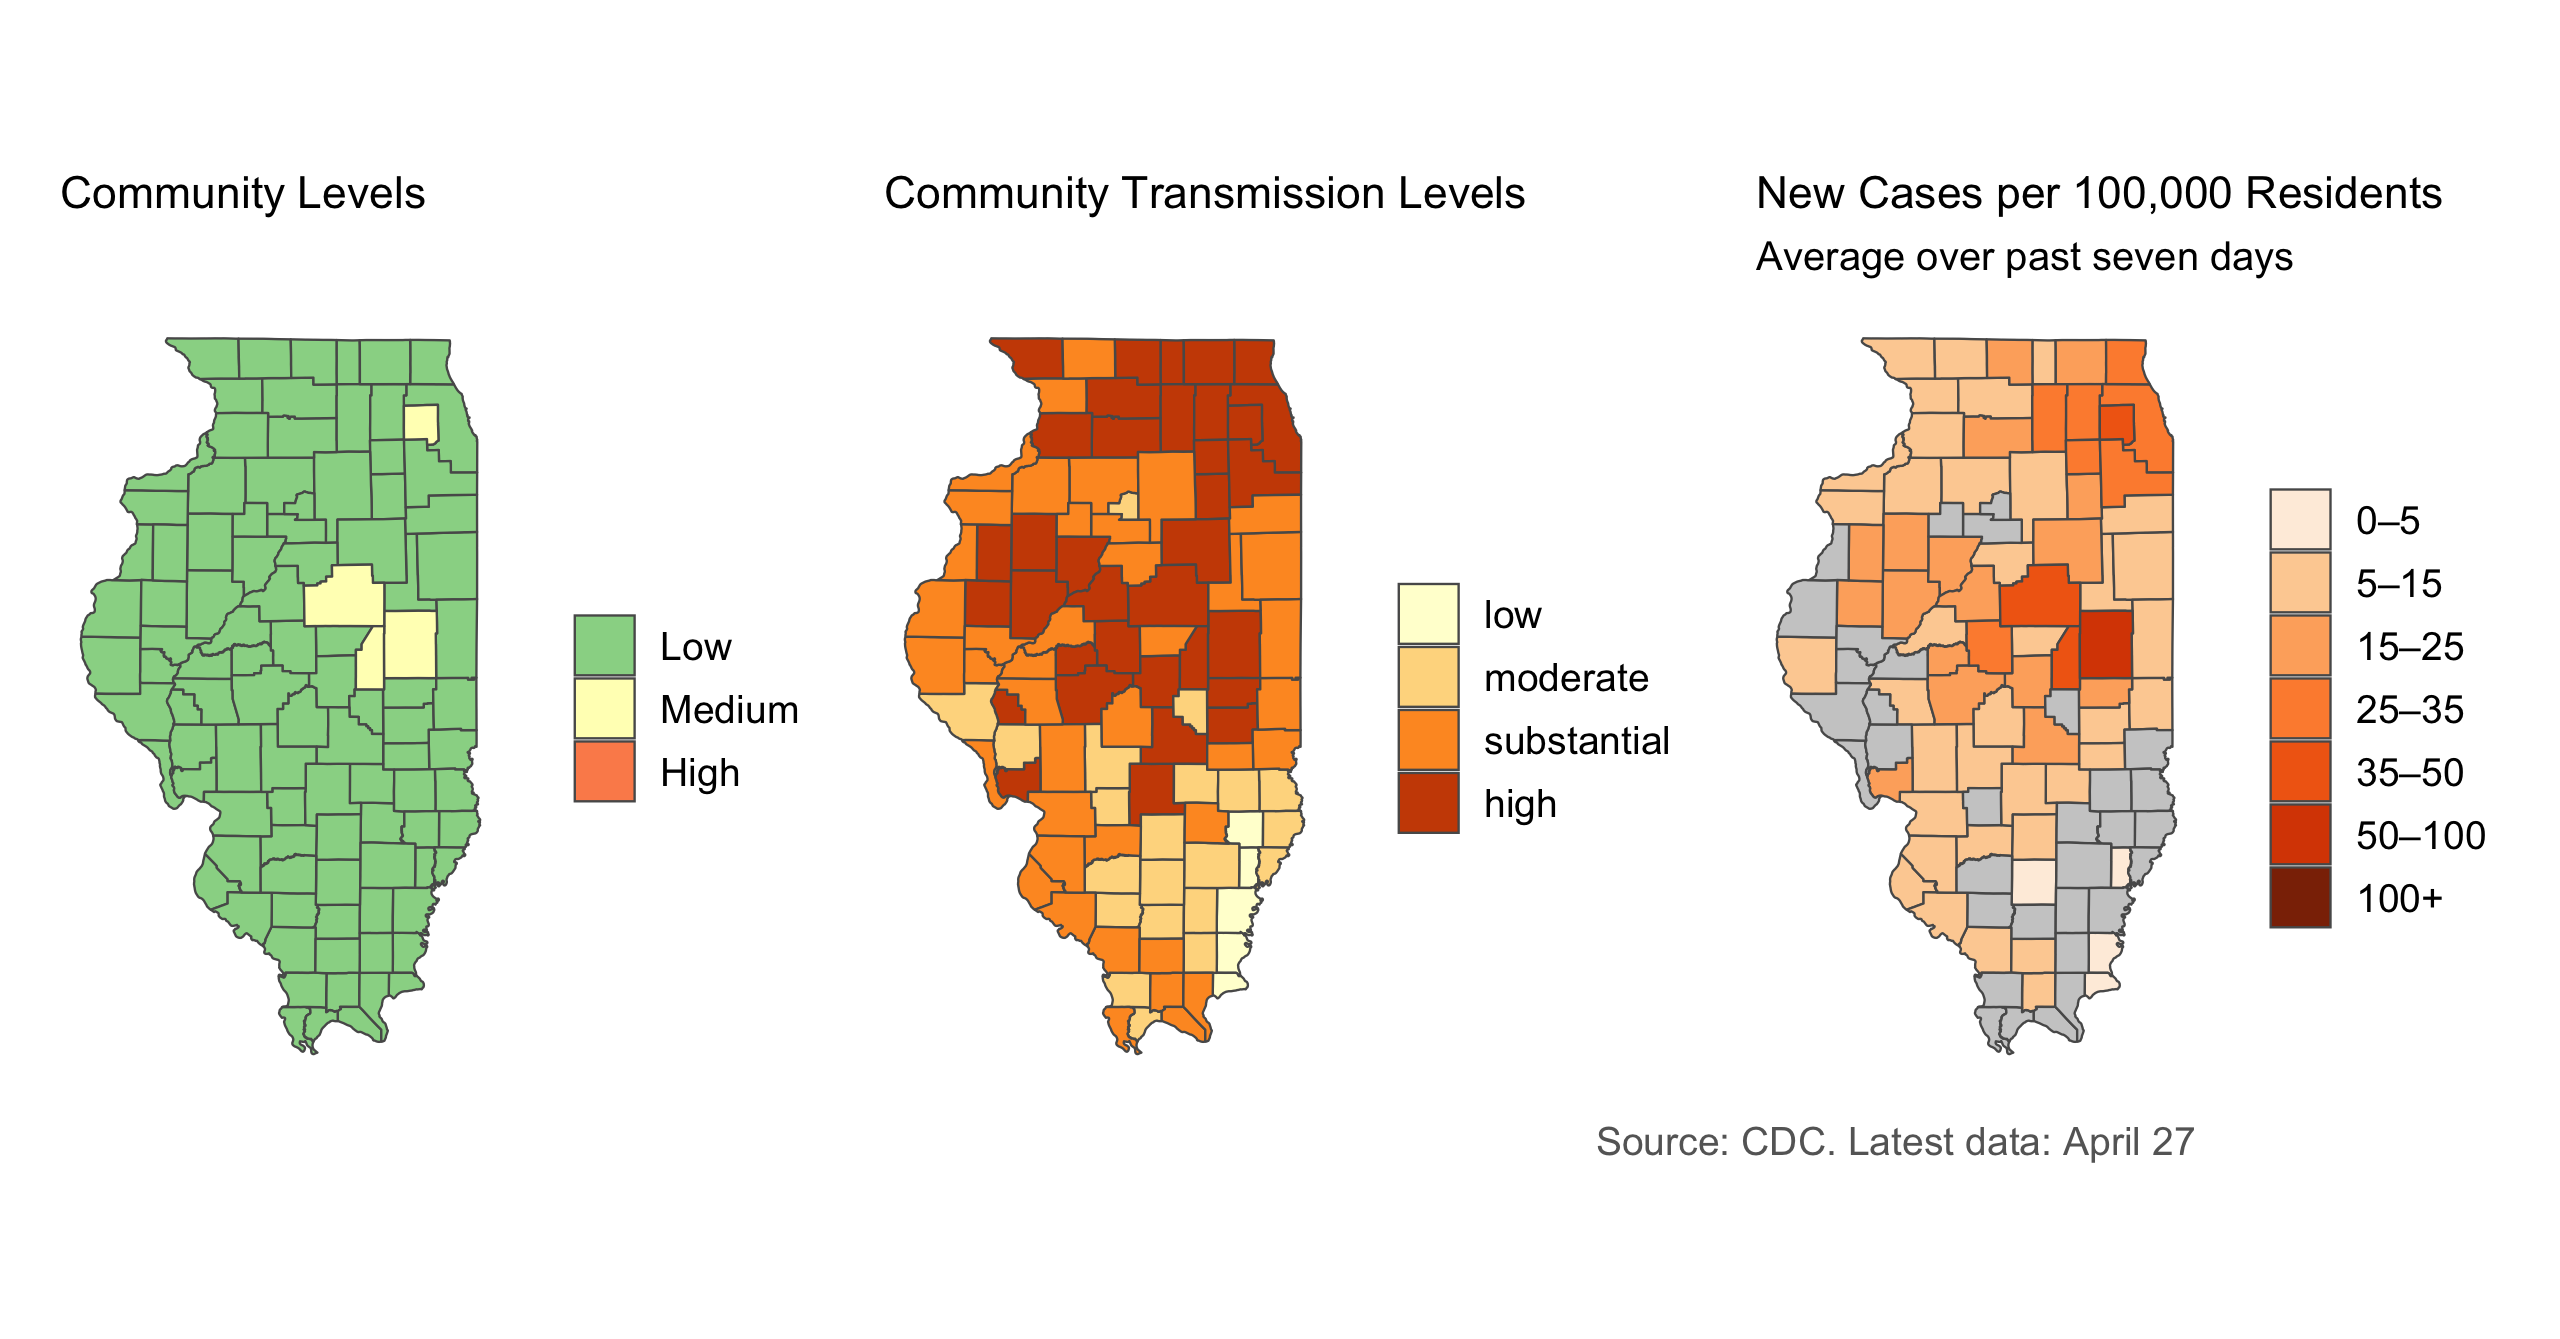 Community Levels
Low
Medium
High
Community Transmission Levels
low
moderate
substantial
high
New Cases per 100,000 Residents
Average over past seven days
0–5
5–15
15–25
25–35
35–50
50–100
100+
Source: CDC. Latest data: April 27